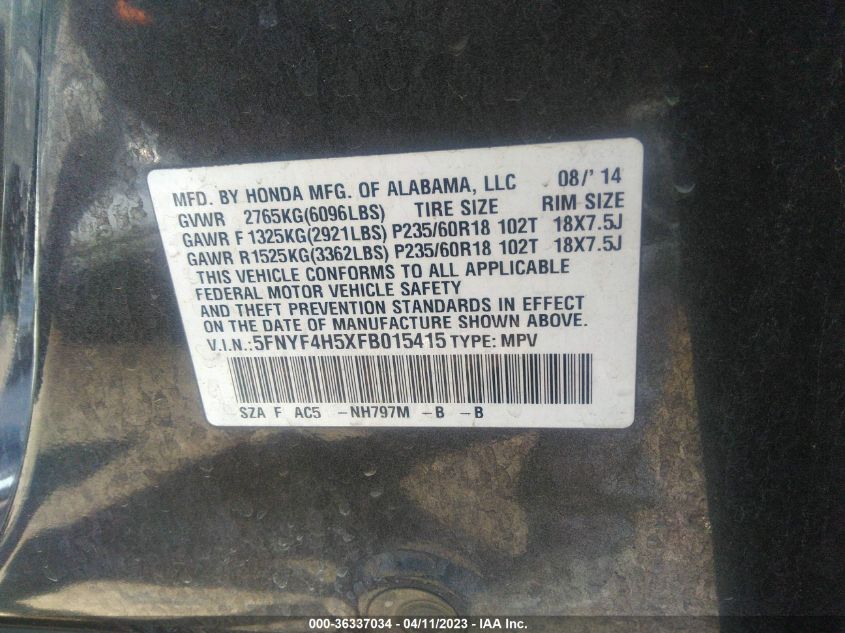 MFD. BY HONDA MFG. OF ALABAMA, LLC 08/'14
GVWR 2765KG(6096LBS) TIRE SIZE RIM SIZE
GAWR F 1325KG(2921LBS) P235/60R18 102T 18X7.5J
GAWR R1525KG(3362LBS) P235/60R18 102T 18X7.5J
THIS VEHICLE CONFORMS TO ALL APPLICABLE
FEDERAL MOTOR VEHICLE SAFETY
AND THEFT PREVENTION STANDARDS IN EFFECT
ON THE DATE OF MANUFACTURE SHOWN ABOVE.
V.I.N.:5FNYF4H5XFB015415 TYPE: MPV
SZA F AC5 -NH797M -B -B
000-36337034 - 04/11/2023 - IAA Inc.